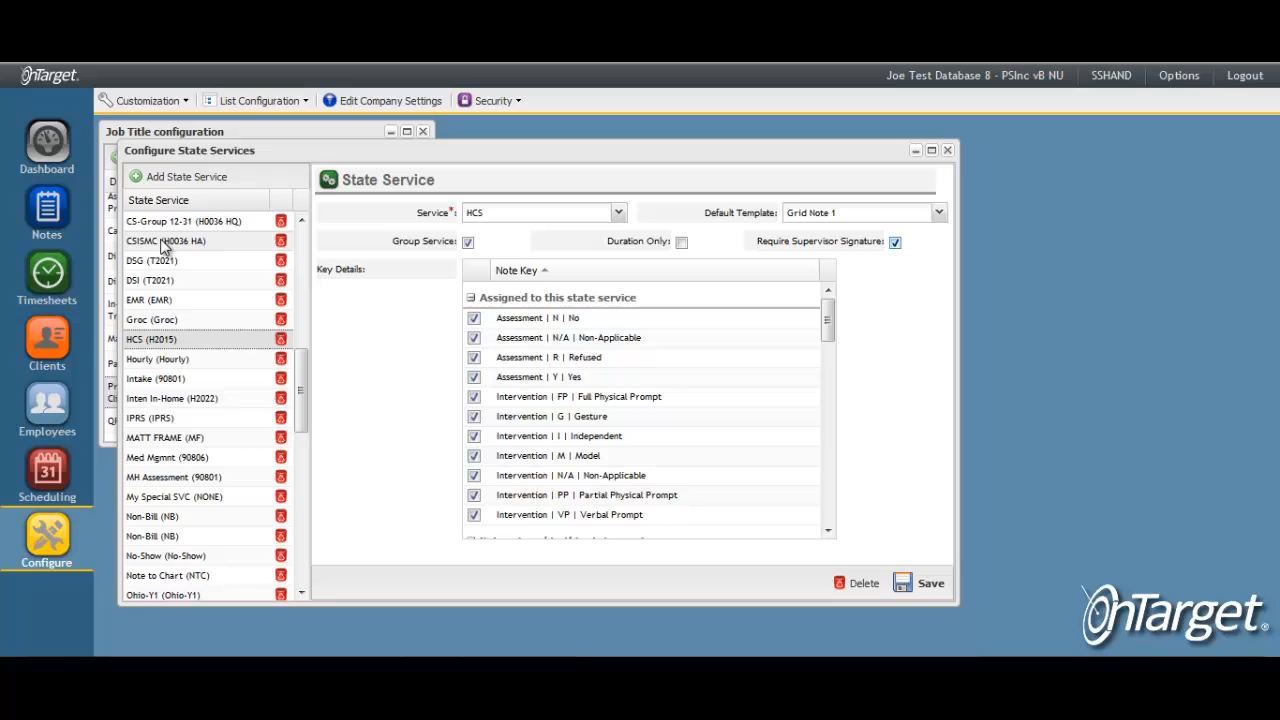 OnTarget.
Joe Test Database 8 - PSInc vB NU
SSHAND
Options
Logout
Customization
List Configuration
Edit Company Settings
Security
Dashboard
Notes
Timesheets
Clients
Employees
31
Scheduling
Configure
Job Title configuration
Configure State Services
Add State Service
State Service
CS-Group 12-31 (H0036 HQ)
CSISMC (H0036 HA)
DSG (T2021)
DSI (T2021)
EMR (EMR)
Groc (Groc)
HCS (H2015)
Hourly (Hourly)
Intake (90801)
Inten In-Home (H2022)
IPRS (IPRS)
MATT FRAME (MF)
Med Mgmnt (90806)
MH Assessment (90801)
My Special SVC (NONE)
Non-Bill (NB)
Non-Bill (NB)
No-Show (No-Show)
Note to Chart (NTC)
Ohio-Y1 (Ohio-Y1)
State Service
Service*: HCS
Default Template: Grid Note 1
Group Service:
Duration Only:
Require Supervisor Signature:
Key Details:
Note Key
Assigned to this state service
Assessment | N | No
Assessment | N/A | Non-Applicable
Assessment | R | Refused
Assessment | Y | Yes
Intervention | FP | Full Physical Prompt
Intervention | G | Gesture
Intervention | I | Independent
Intervention | M | Model
Intervention | N/A | Non-Applicable
Intervention | PP | Partial Physical Prompt
Intervention | VP | Verbal Prompt
Delete
Save
OnTarget®